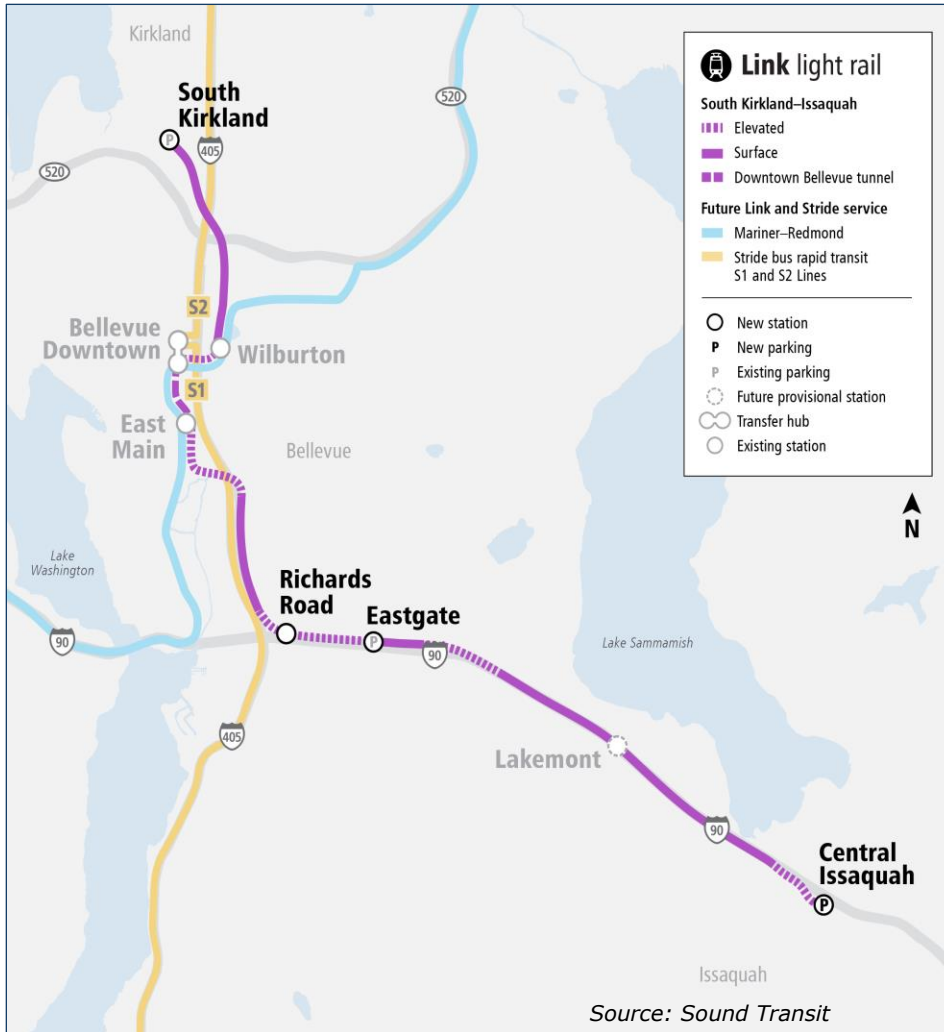 Kirkland
South
Kirkland
P
405
520
520
S2
Bellevue
Downtown
Wilburton
S1
East
Main
Bellevue
Lake
Washington
Richards
Road
Eastgate
P
90
90
Lake Sammamish
405
Lakemont
90
Central
Issaquah
P
Issaquah
Source: Sound Transit
Link light rail
South Kirkland–Issaquah
Elevated
Surface
Downtown Bellevue tunnel
Future Link and Stride service
Mariner–Redmond
Stride bus rapid transit
S1 and S2 Lines
New station
P New parking
P Existing parking
Future provisional station
Transfer hub
Existing station
N